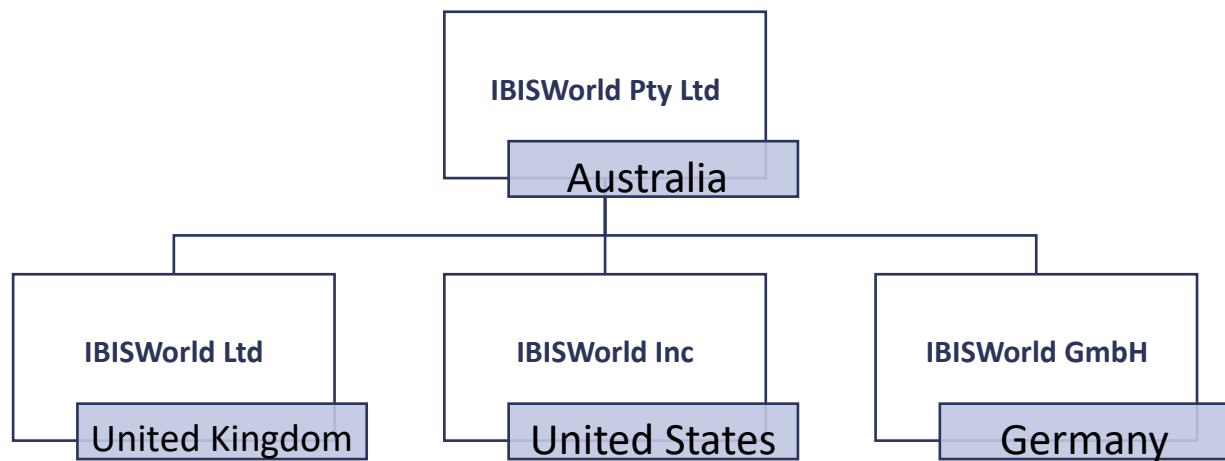 IBISWorld Pty Ltd
Australia
IBISWorld Ltd
United Kingdom
IBISWorld Inc
United States
IBISWorld GmbH
Germany